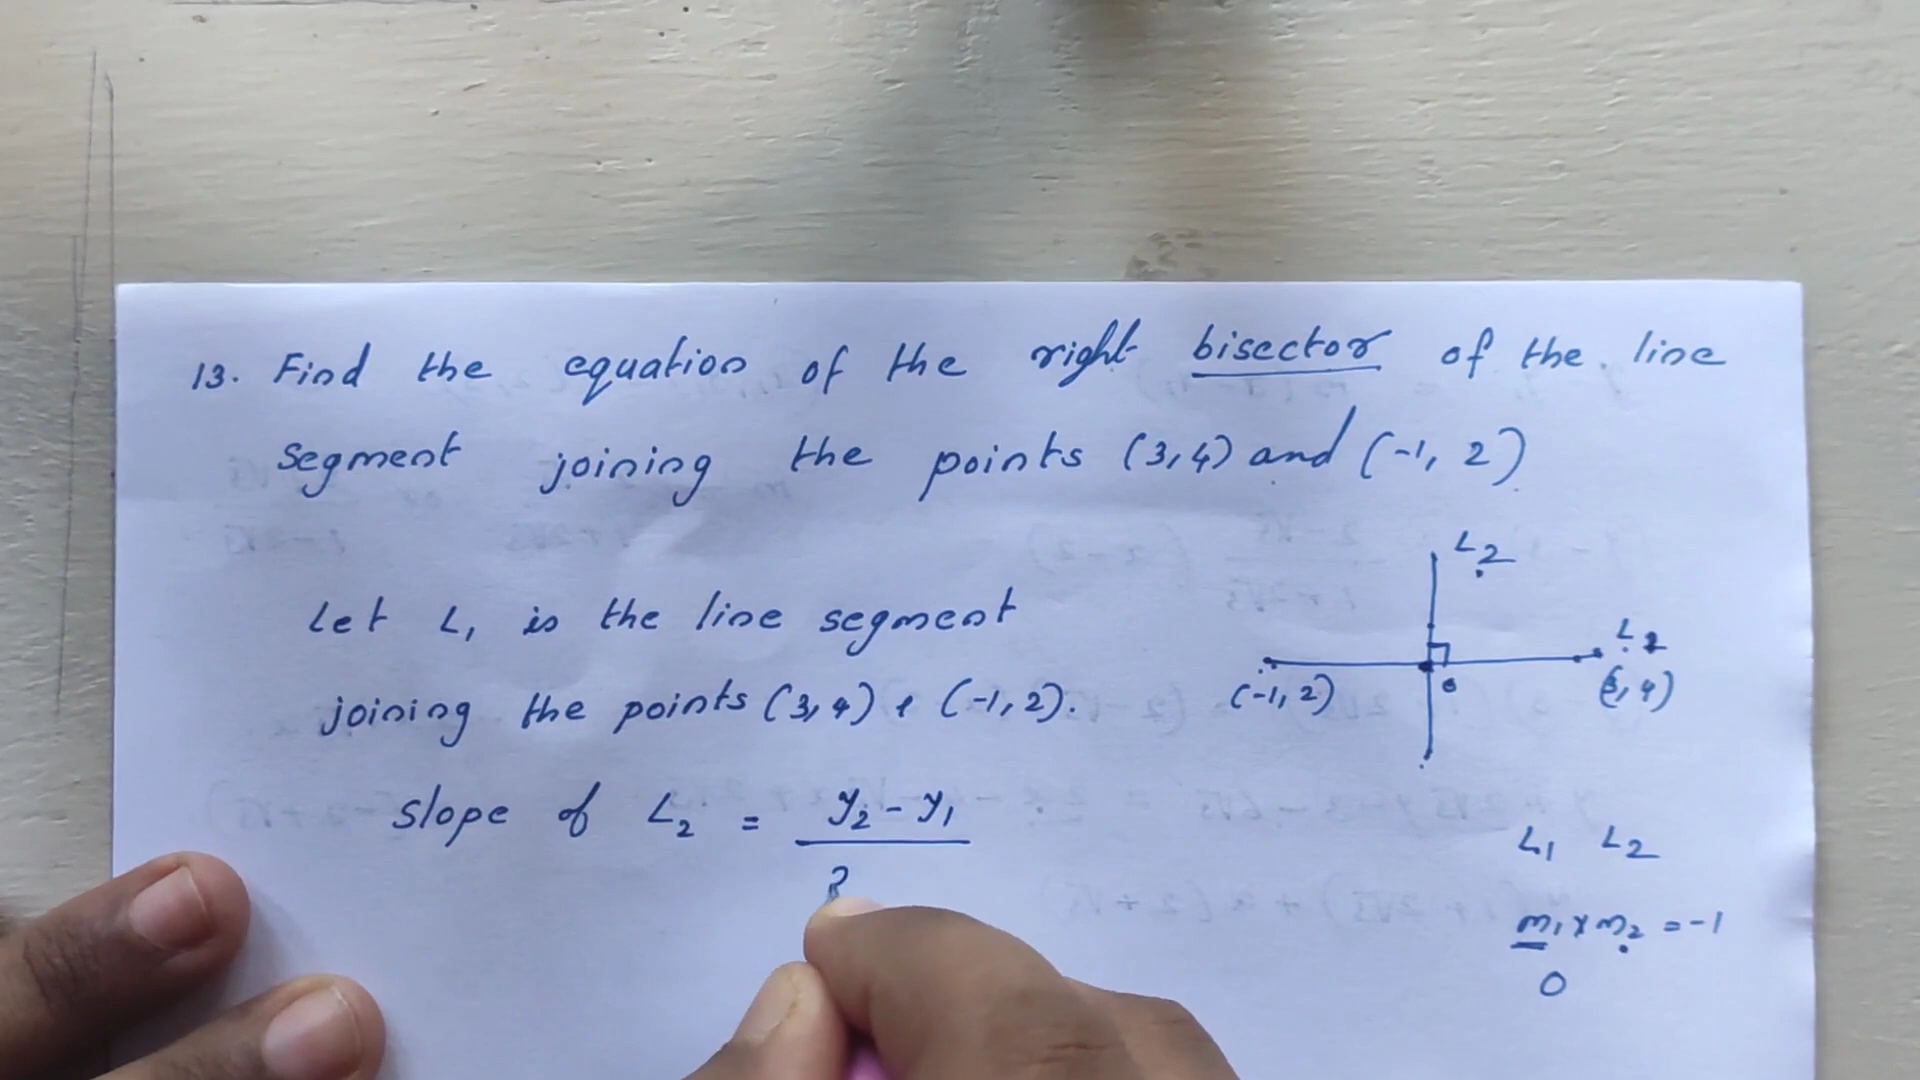 13. Find the equation of the right bisector of the line
segment joining the points (3,4) and (-1, 2)
L2
Let L1 is the line segment
(-1, 2)
(3, 4)
joining the points (3,4) & (-1,2).
Slope of L2 = y2 - y1
L1 L2
m1 x m2 = -1
0